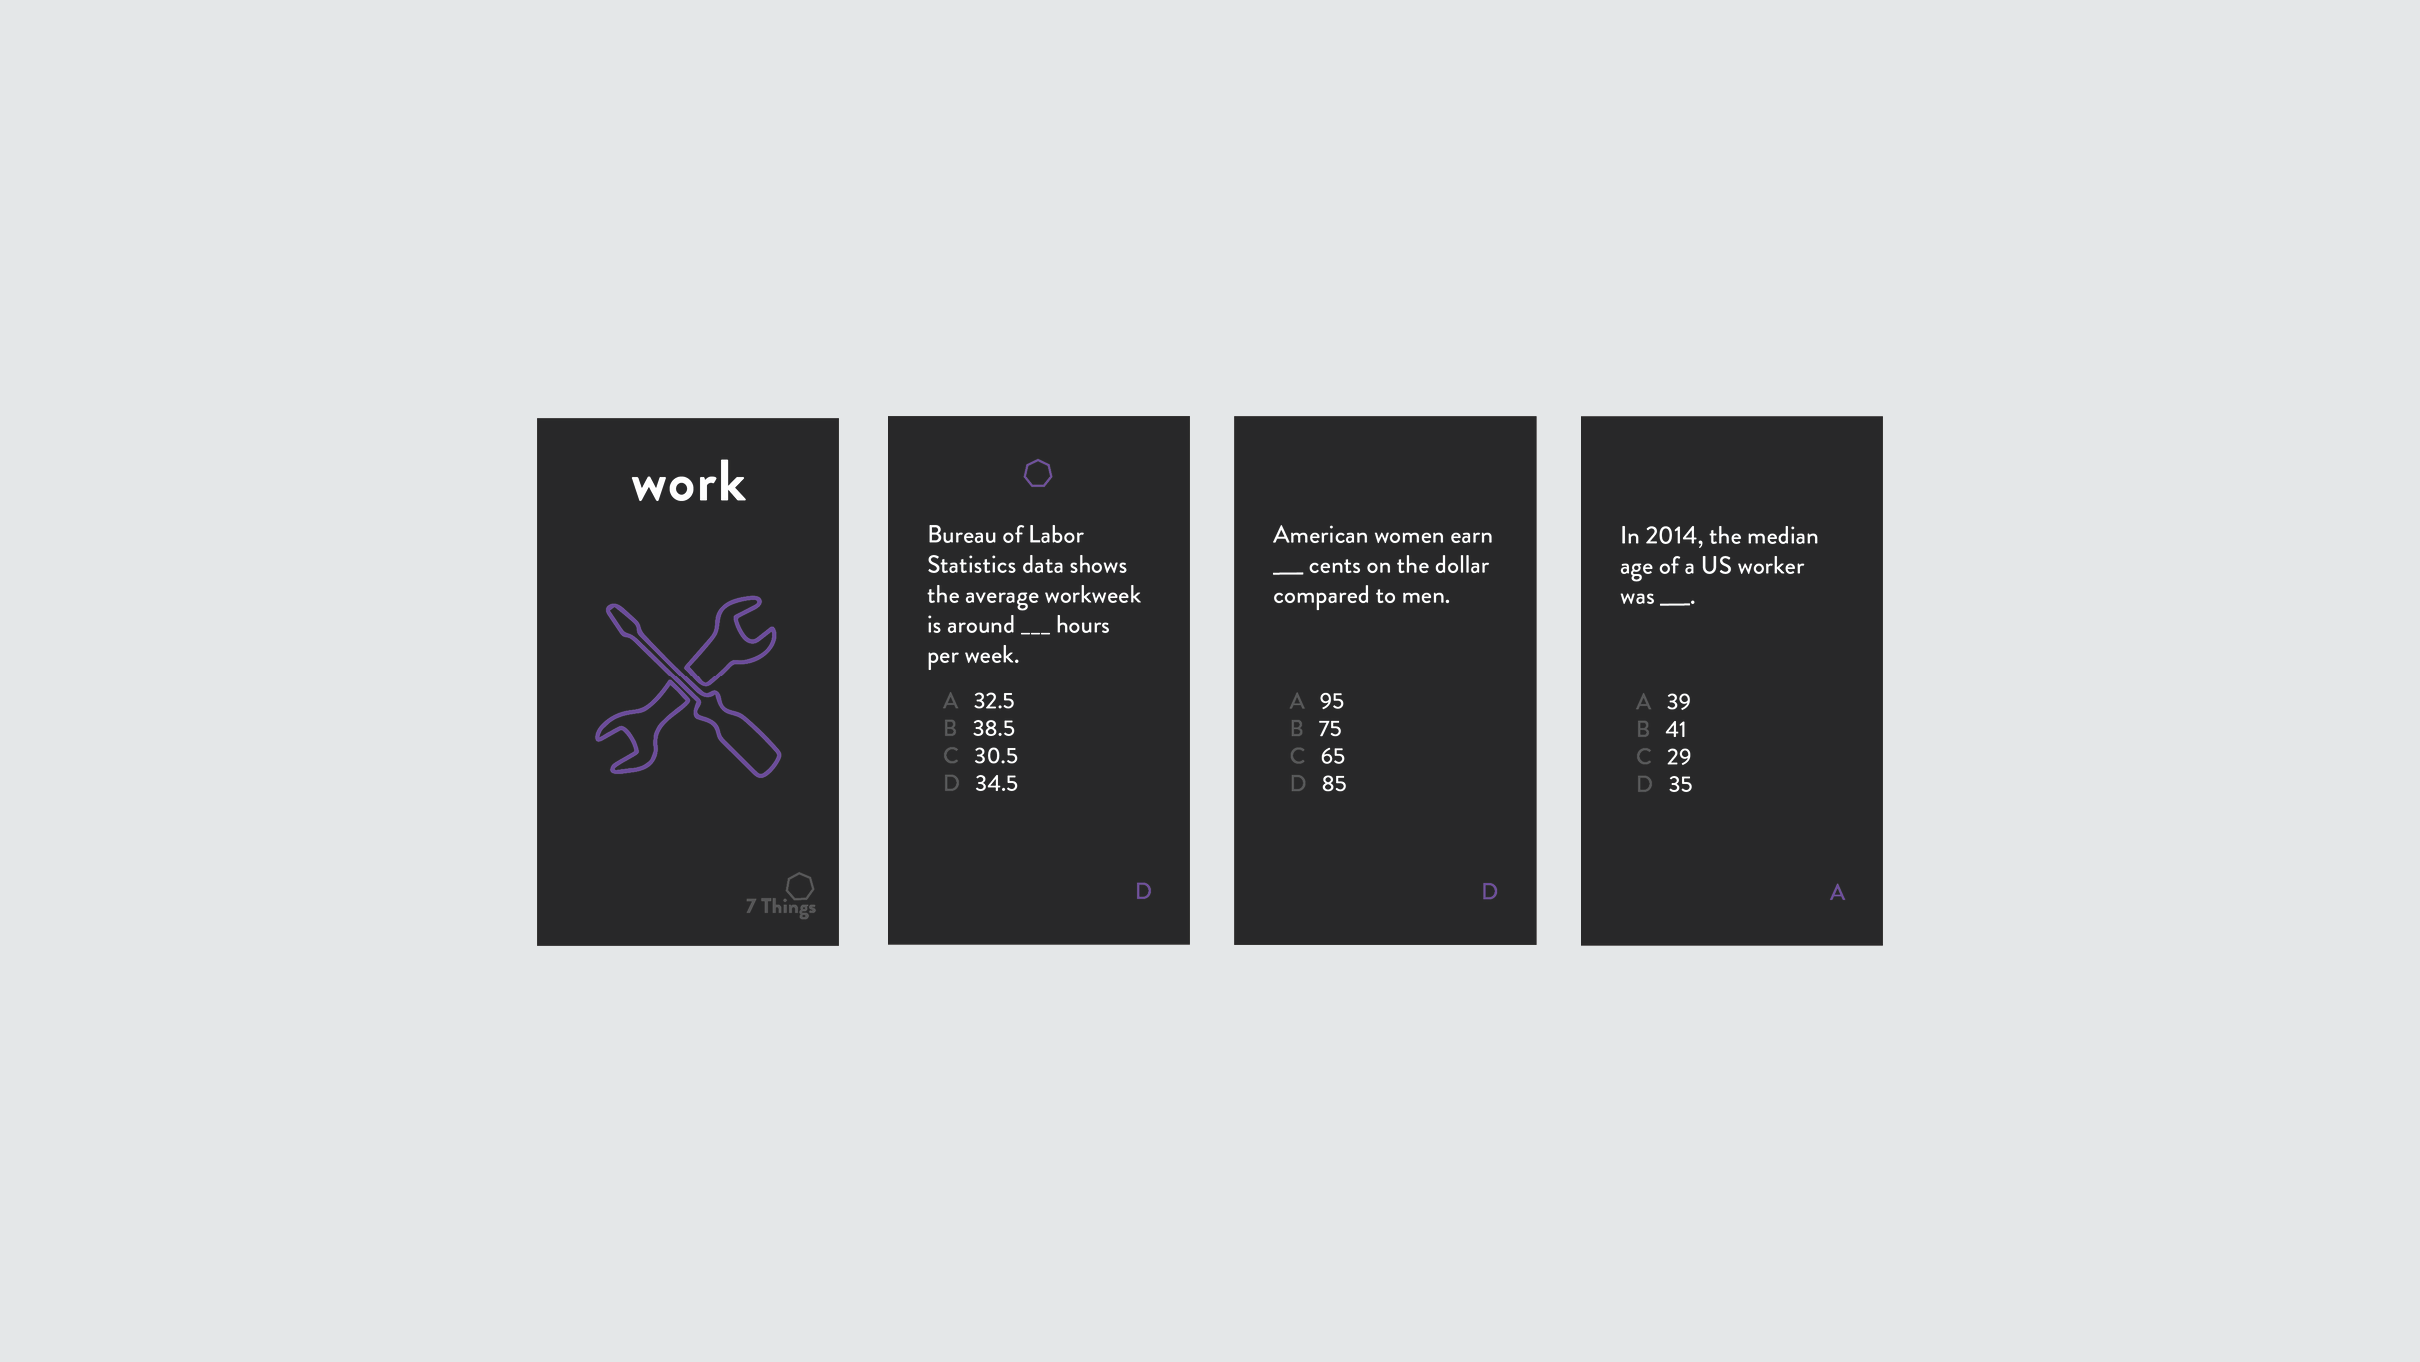 work
7 Things
Bureau of Labor
Statistics data shows
the average workweek
is around ___ hours
per week.
A 32.5
B 38.5
C 30.5
D 34.5
D
American women earn
___ cents on the dollar
compared to men.
A 95
B 75
C 65
D 85
D
In 2014, the median
age of a US worker
was ___.
A 39
B 41
C 29
D 35
A